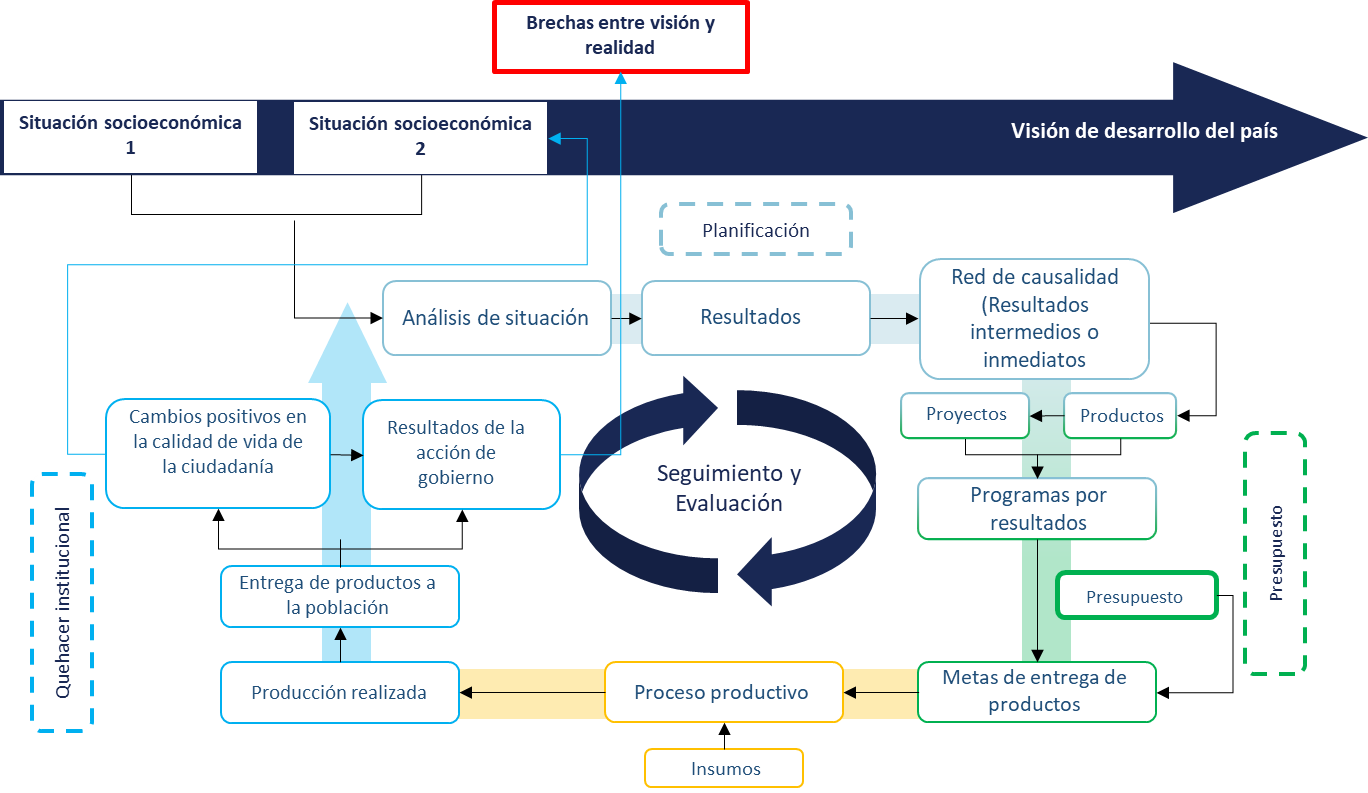 Brechas entre visión y
realidad
Situación socioeconómica
1
Situación socioeconómica
2
Visión de desarrollo del país
Planificación
Análisis de situación
Resultados
Red de causalidad
(Resultados
intermedios o
inmediatos
Proyectos
Productos
Cambios positivos en
la calidad de vida de
la ciudadanía
Resultados de la
acción de
gobierno
Seguimiento y
Evaluación
Programas por
resultados
Presupuesto
Presupuesto
Quehacer institucional
Entrega de productos a
la población
Producción realizada
Proceso productivo
Metas de entrega de
productos
Insumos